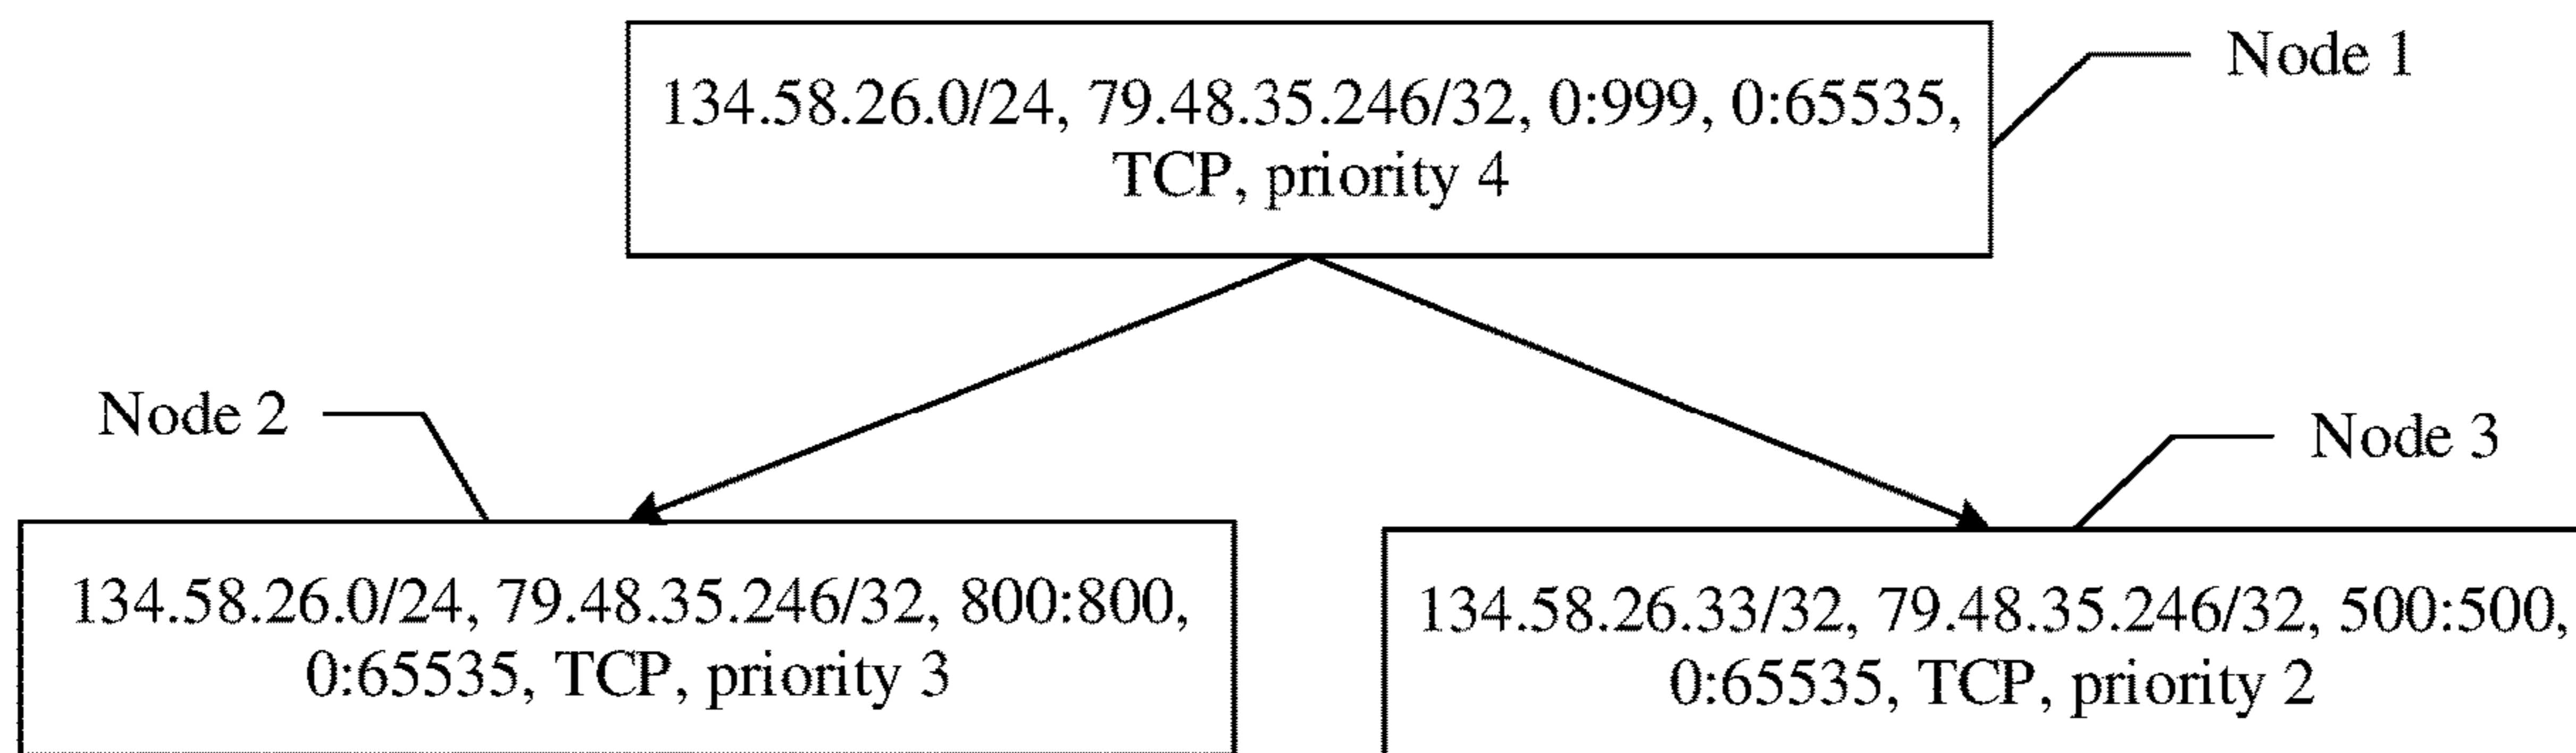 Node 1
134.58.26.0/24, 79.48.35.246/32, 0:999, 0:65535,
TCP, priority 4
Node 2
Node 3
134.58.26.0/24, 79.48.35.246/32, 800:800,
0:65535, TCP, priority 3
134.58.26.33/32, 79.48.35.246/32, 500:500,
0:65535, TCP, priority 2